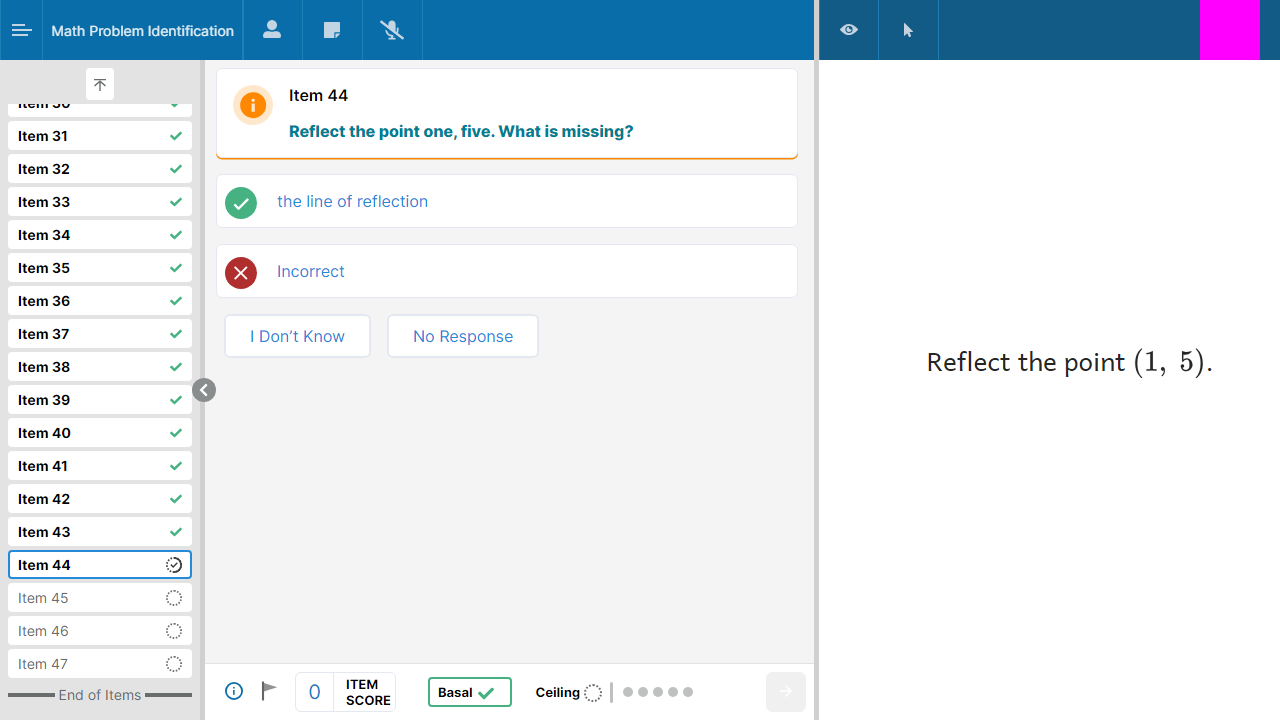 Math Problem Identification
Item 30
Item 31
Item 32
Item 33
Item 34
Item 35
Item 36
Item 37
Item 38
Item 39
Item 40
Item 41
Item 42
Item 43
Item 44
Item 45
Item 46
Item 47
End of Items
Item 44
Reflect the point one, five. What is missing?
the line of reflection
Incorrect
I Don’t Know
No Response
0
ITEM
SCORE
Basal
Ceiling
Reflect the point (1, 5).